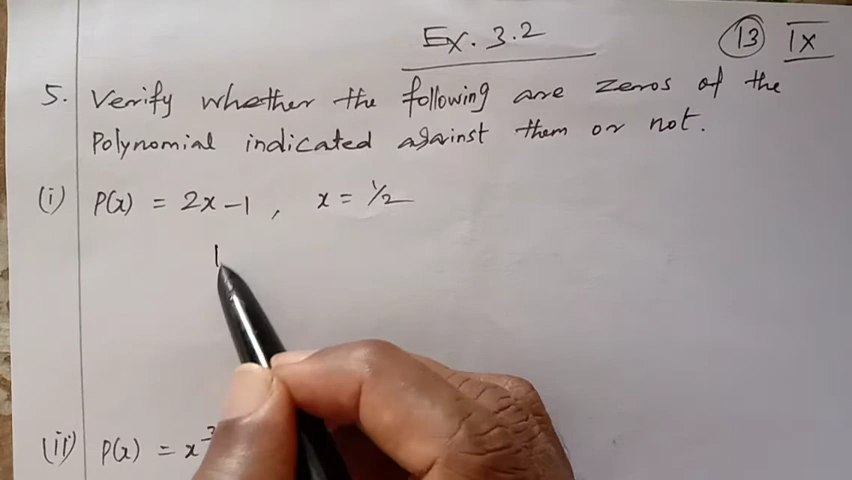 Ex. 3.2
13 IX
5. Verify whether the following are zeros of the
Polynomial indicated against them or not.
(i) P(x) = 2x - 1, x = 1/2
(ii) P(x) = x³